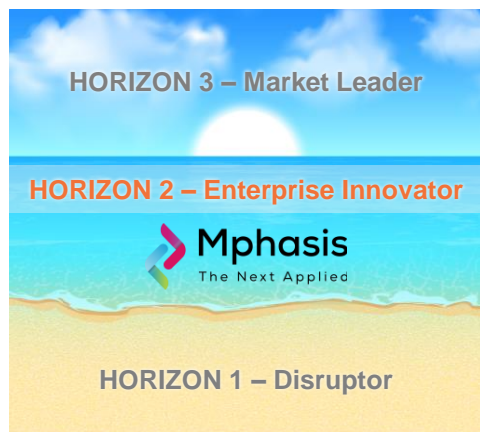 HORIZON 3 – Market Leader
HORIZON 2 – Enterprise Innovator
Mphasis
The Next Applied
HORIZON 1 – Disruptor